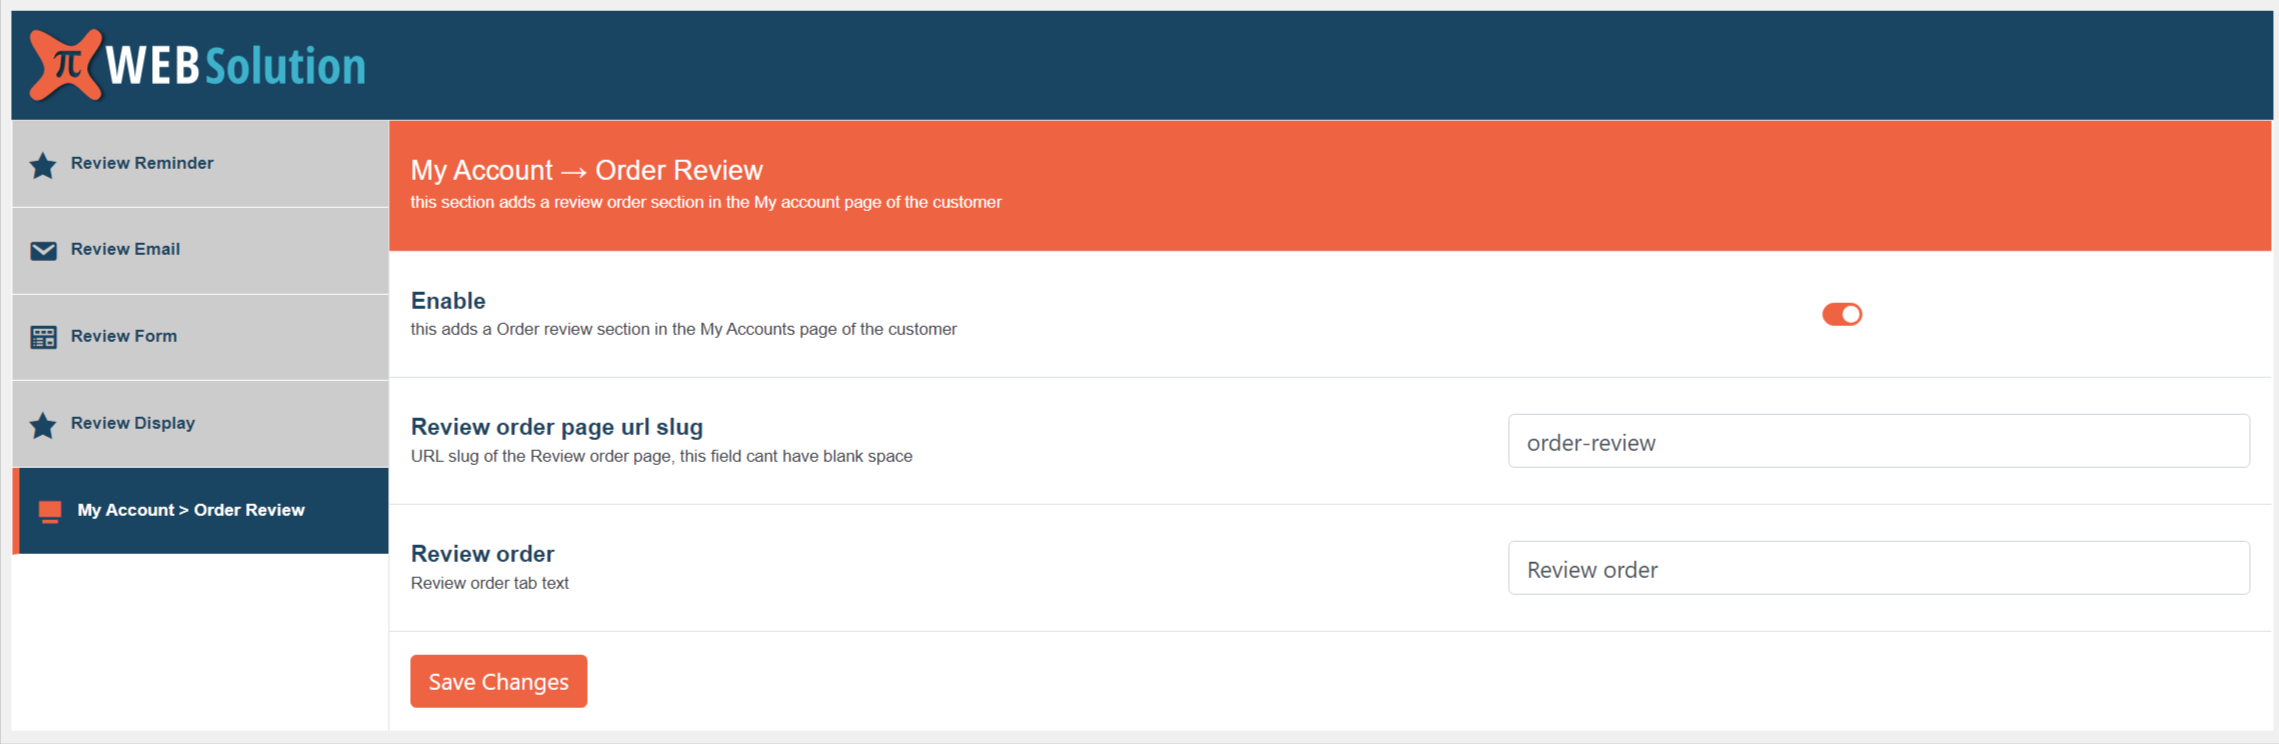 π WEB Solution
Review Reminder
Review Email
Review Form
Review Display
My Account > Order Review
My Account → Order Review
this section adds a review order section in the My account page of the customer
Enable
this adds a Order review section in the My Accounts page of the customer
Review order page url slug
URL slug of the Review order page, this field cant have blank space
order-review
Review order
Review order tab text
Review order
Save Changes